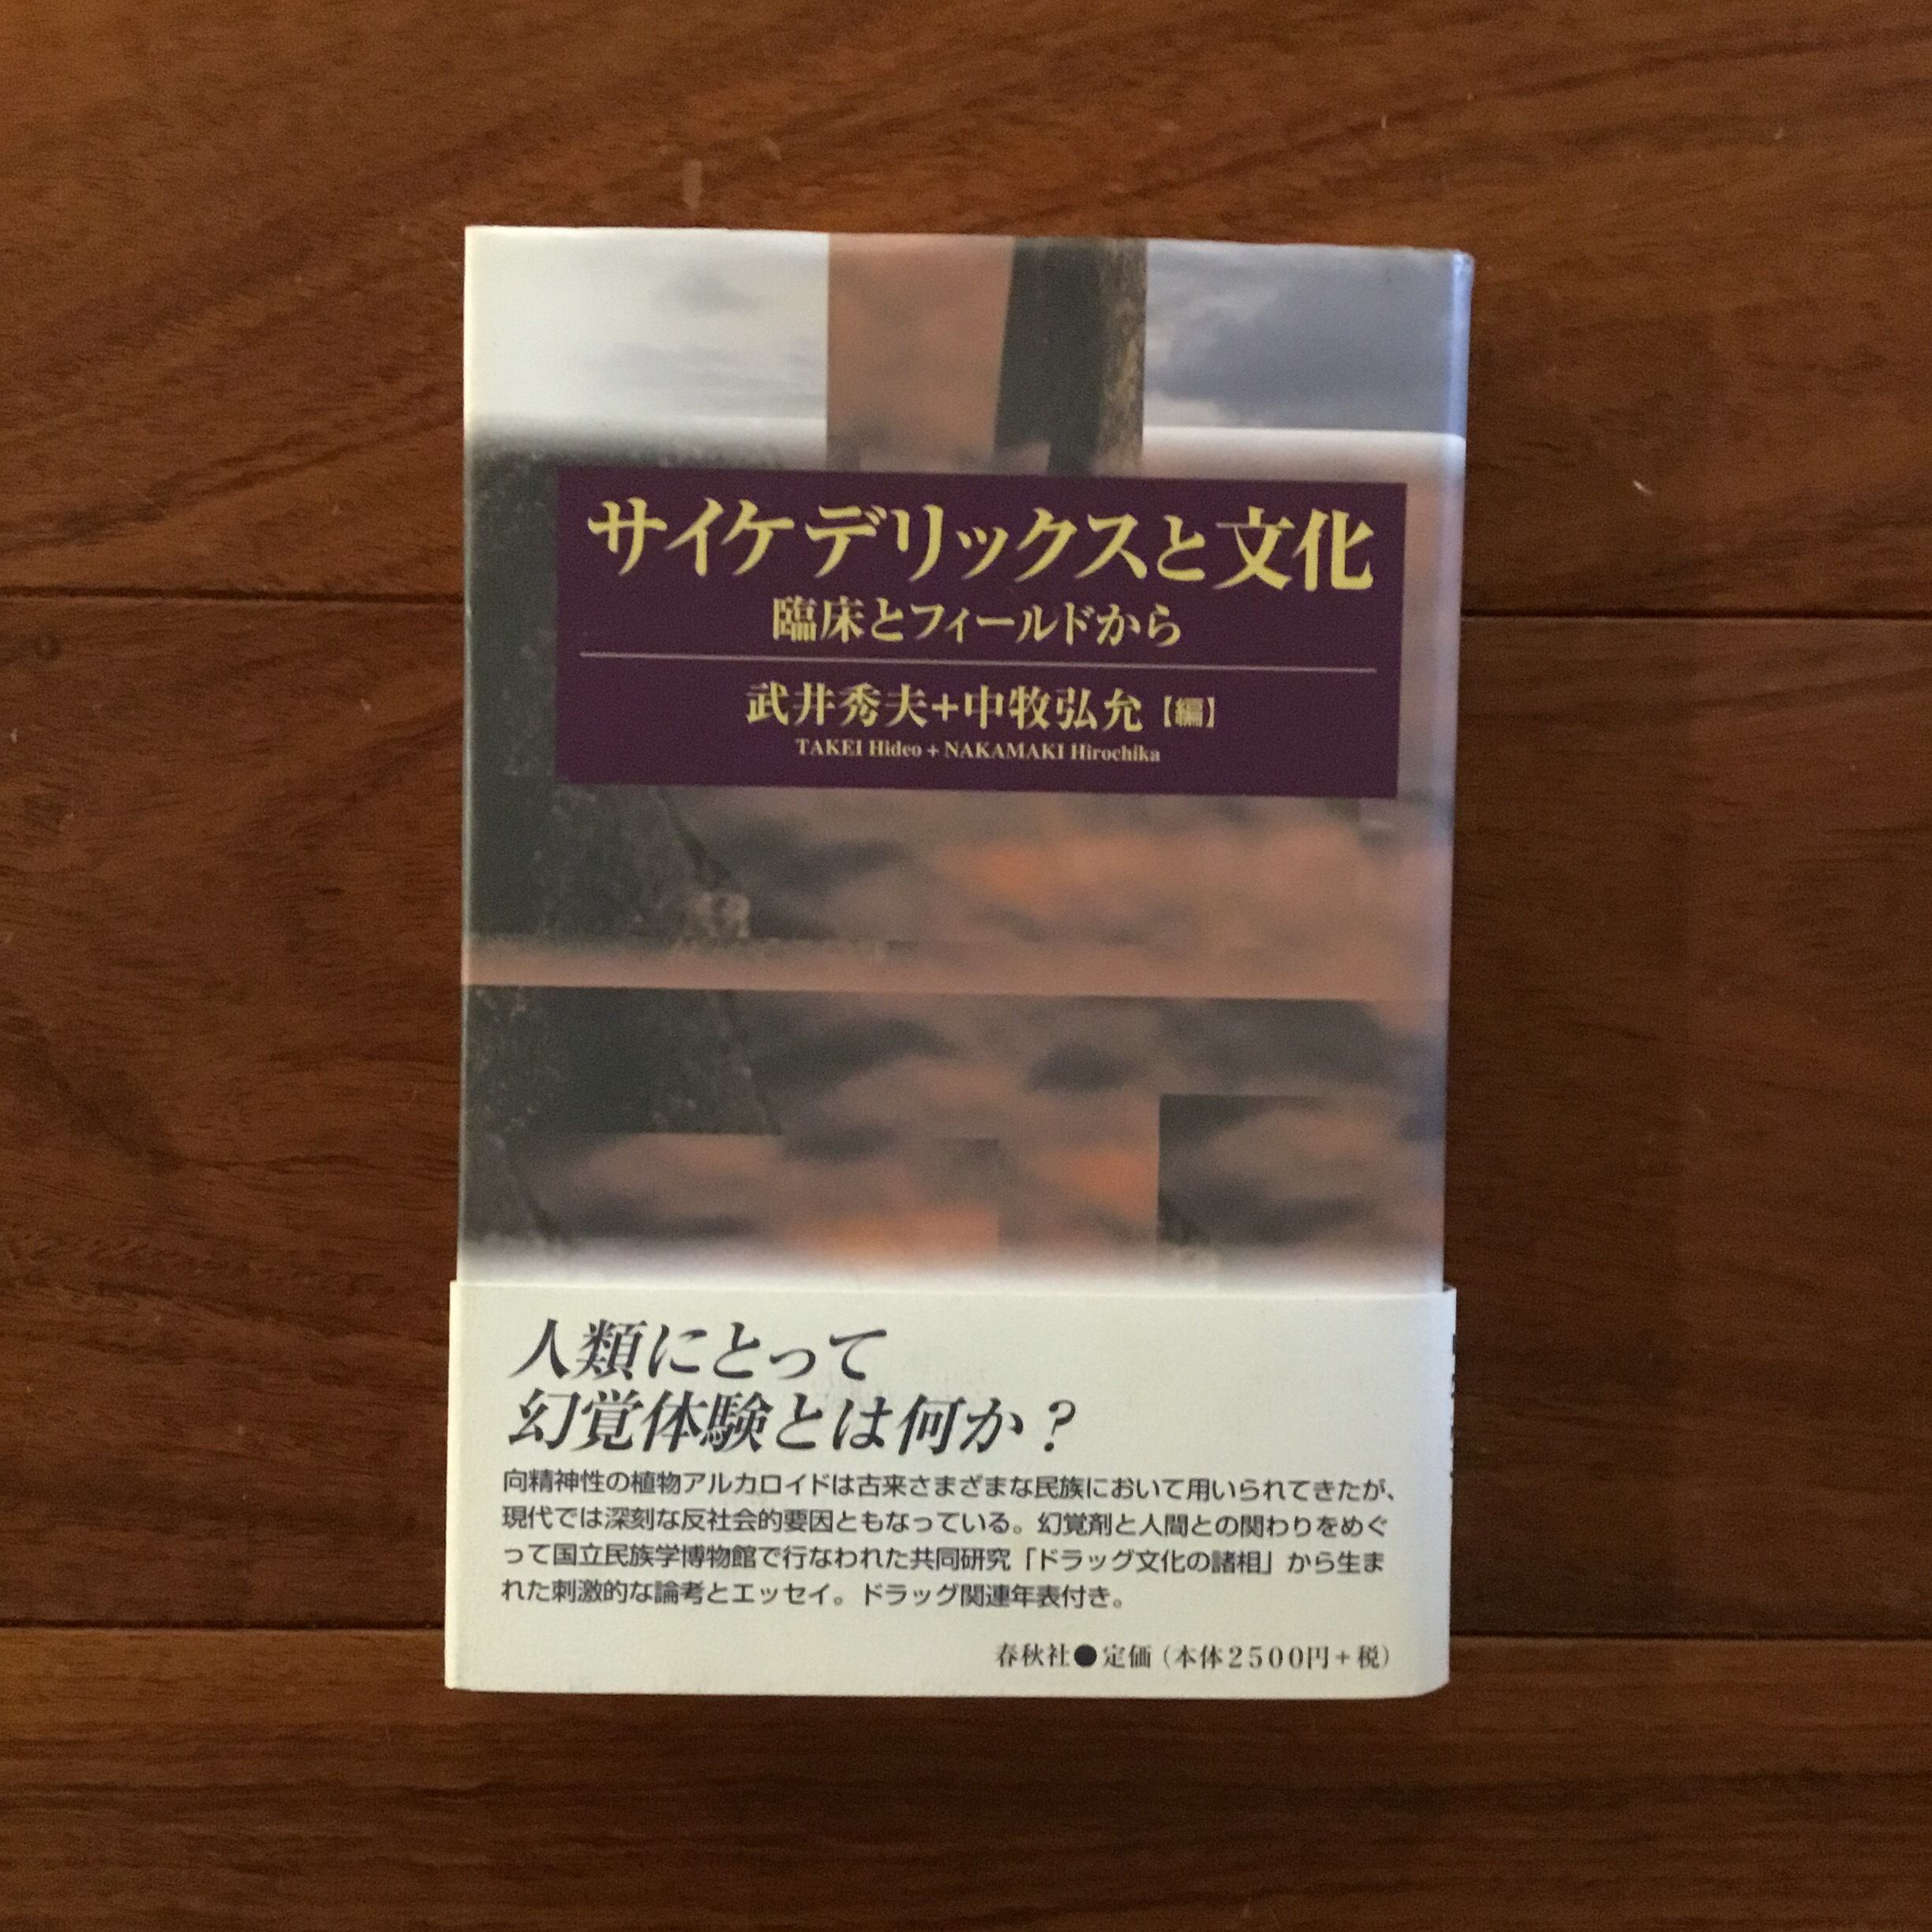 サイケデリックスと文化
臨床とフィールドから
武井秀夫+中牧弘允【編】
TAKEI Hideo + NAKAMAKI Hirochika
人類にとって
幻覚体験とは何か?
向精神性の植物アルカロイドは古来さまざまな民族において用いられてきたが、
現代では深刻な反社会的要因ともなっている。幻覚剤と人間との関わりをめぐ
って国立民族学博物館で行なわれた共同研究「ドラッグ文化の諸相」から生ま
れた刺激的な論考とエッセイ。ドラッグ関連年表付き。
春秋社●定価(本体2500円+税)